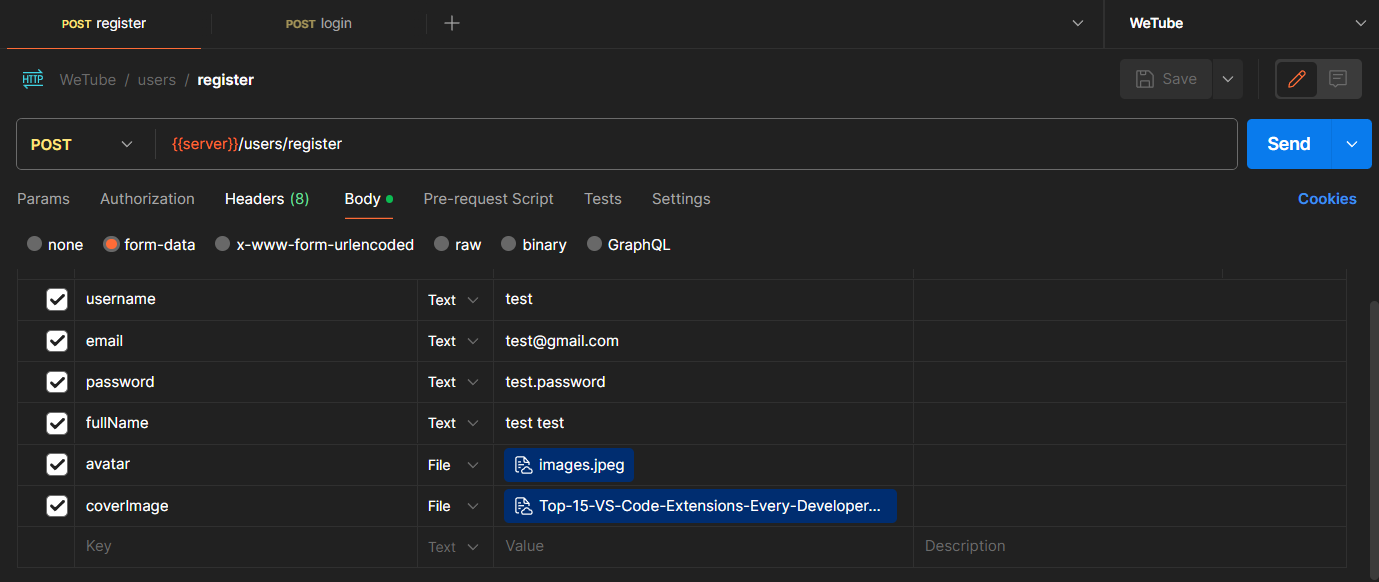 POST register POST login WeTube
HTTP WeTube / users / register Save
POST {{server}}/users/register Send
Params Authorization Headers (8) Body Pre-request Script Tests Settings Cookies
none form-data x-www-form-urlencoded raw binary GraphQL
username Text test
email Text test@gmail.com
password Text test.password
fullName Text test test
avatar File images.jpeg
coverImage File Top-15-VS-Code-Extensions-Every-Developer...
Key Text Value Description